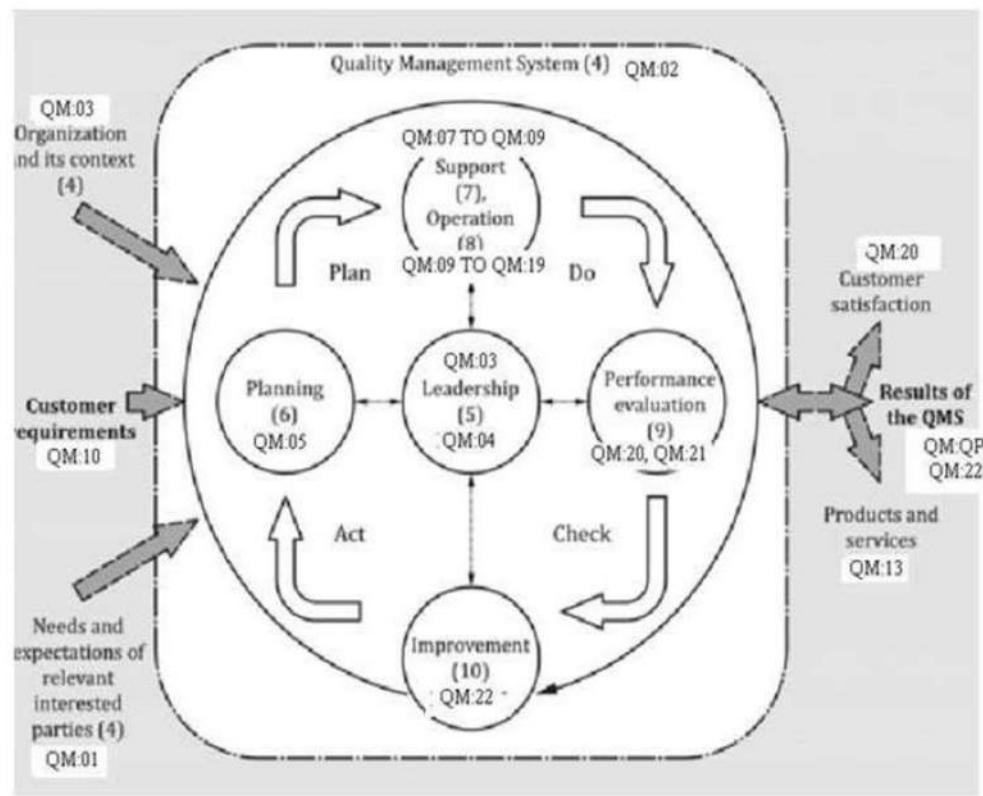 Quality Management System (4) QM:02
QM:03
Organization
nd its context
(4)
QM:07 TO QM:09
Support
(7),
Operation
(8)
QM:09 TO QM:19
Plan
Do
QM:20
Customer
satisfaction
QM:03
Leadership
(5)
QM:04
Planning
(6)
QM:05
Performance
evaluation
(9)
QM:20, QM:21
Customer
equirements
QM:10
Results of
the QMS
QM:QP
QM:22
Act
Check
Products and
services
QM:13
Improvement
(10)
QM:22
Needs and
expectations of
relevant
interested
parties (4)
QM:01